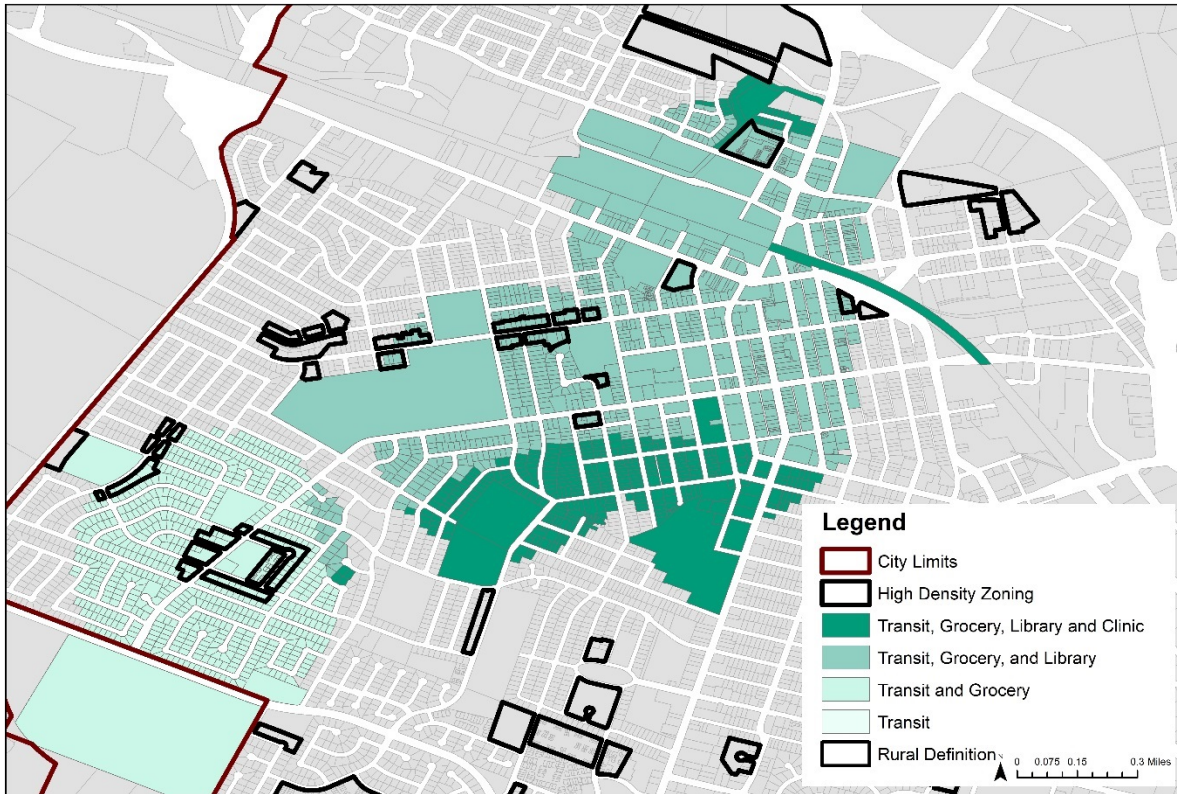 Legend
City Limits
High Density Zoning
Transit, Grocery, Library and Clinic
Transit, Grocery, and Library
Transit and Grocery
Transit
Rural Definition
N
0 0.075 0.15 0.3 Miles